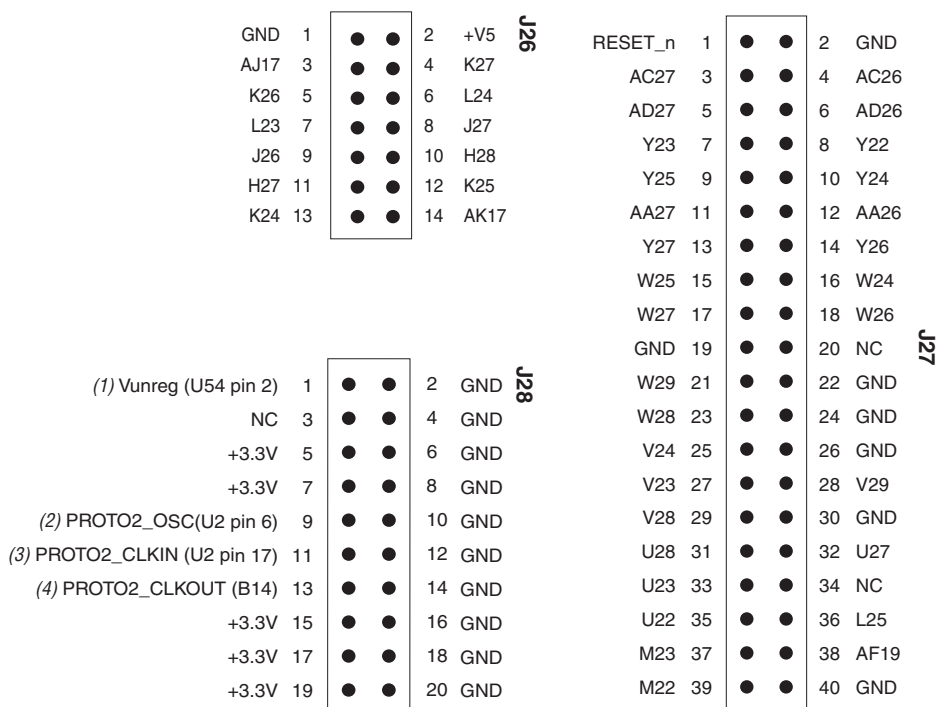 J26
GND 1 2 +V5
AJ17 3 4 K27
K26 5 6 L24
L23 7 8 J27
J26 9 10 H28
H27 11 12 K25
K24 13 14 AK17
J28
(1) Vunreg (U54 pin 2) 1 2 GND
NC 3 4 GND
+3.3V 5 6 GND
+3.3V 7 8 GND
(2) PROTO2_OSC(U2 pin 6) 9 10 GND
(3) PROTO2_CLKIN (U2 pin 17) 11 12 GND
(4) PROTO2_CLKOUT (B14) 13 14 GND
+3.3V 15 16 GND
+3.3V 17 18 GND
+3.3V 19 20 GND
J27
RESET_n 1 2 GND
AC27 3 4 AC26
AD27 5 6 AD26
Y23 7 8 Y22
Y25 9 10 Y24
AA27 11 12 AA26
Y27 13 14 Y26
W25 15 16 W24
W27 17 18 W26
GND 19 20 NC
W29 21 22 GND
W28 23 24 GND
V24 25 26 GND
V23 27 28 V29
V28 29 30 GND
U28 31 32 U27
U23 33 34 NC
U22 35 36 L25
M23 37 38 AF19
M22 39 40 GND